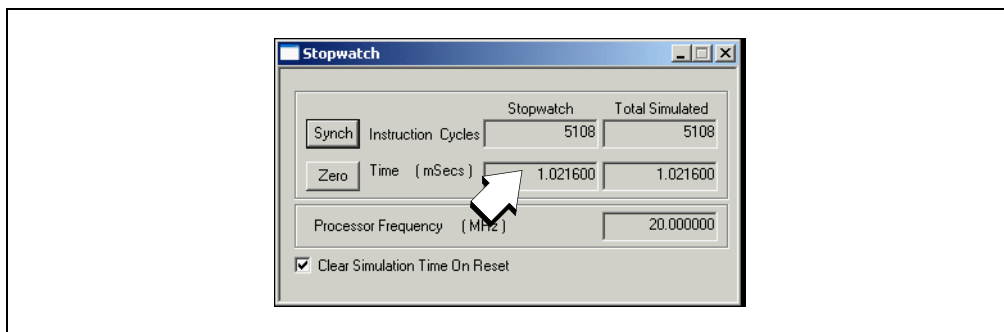 Stopwatch
Stopwatch Total Simulated
Synch Instruction Cycles 5108 5108
Zero Time (mSecs) 1.021600 1.021600
Processor Frequency (MHz) 20.000000
Clear Simulation Time On Reset